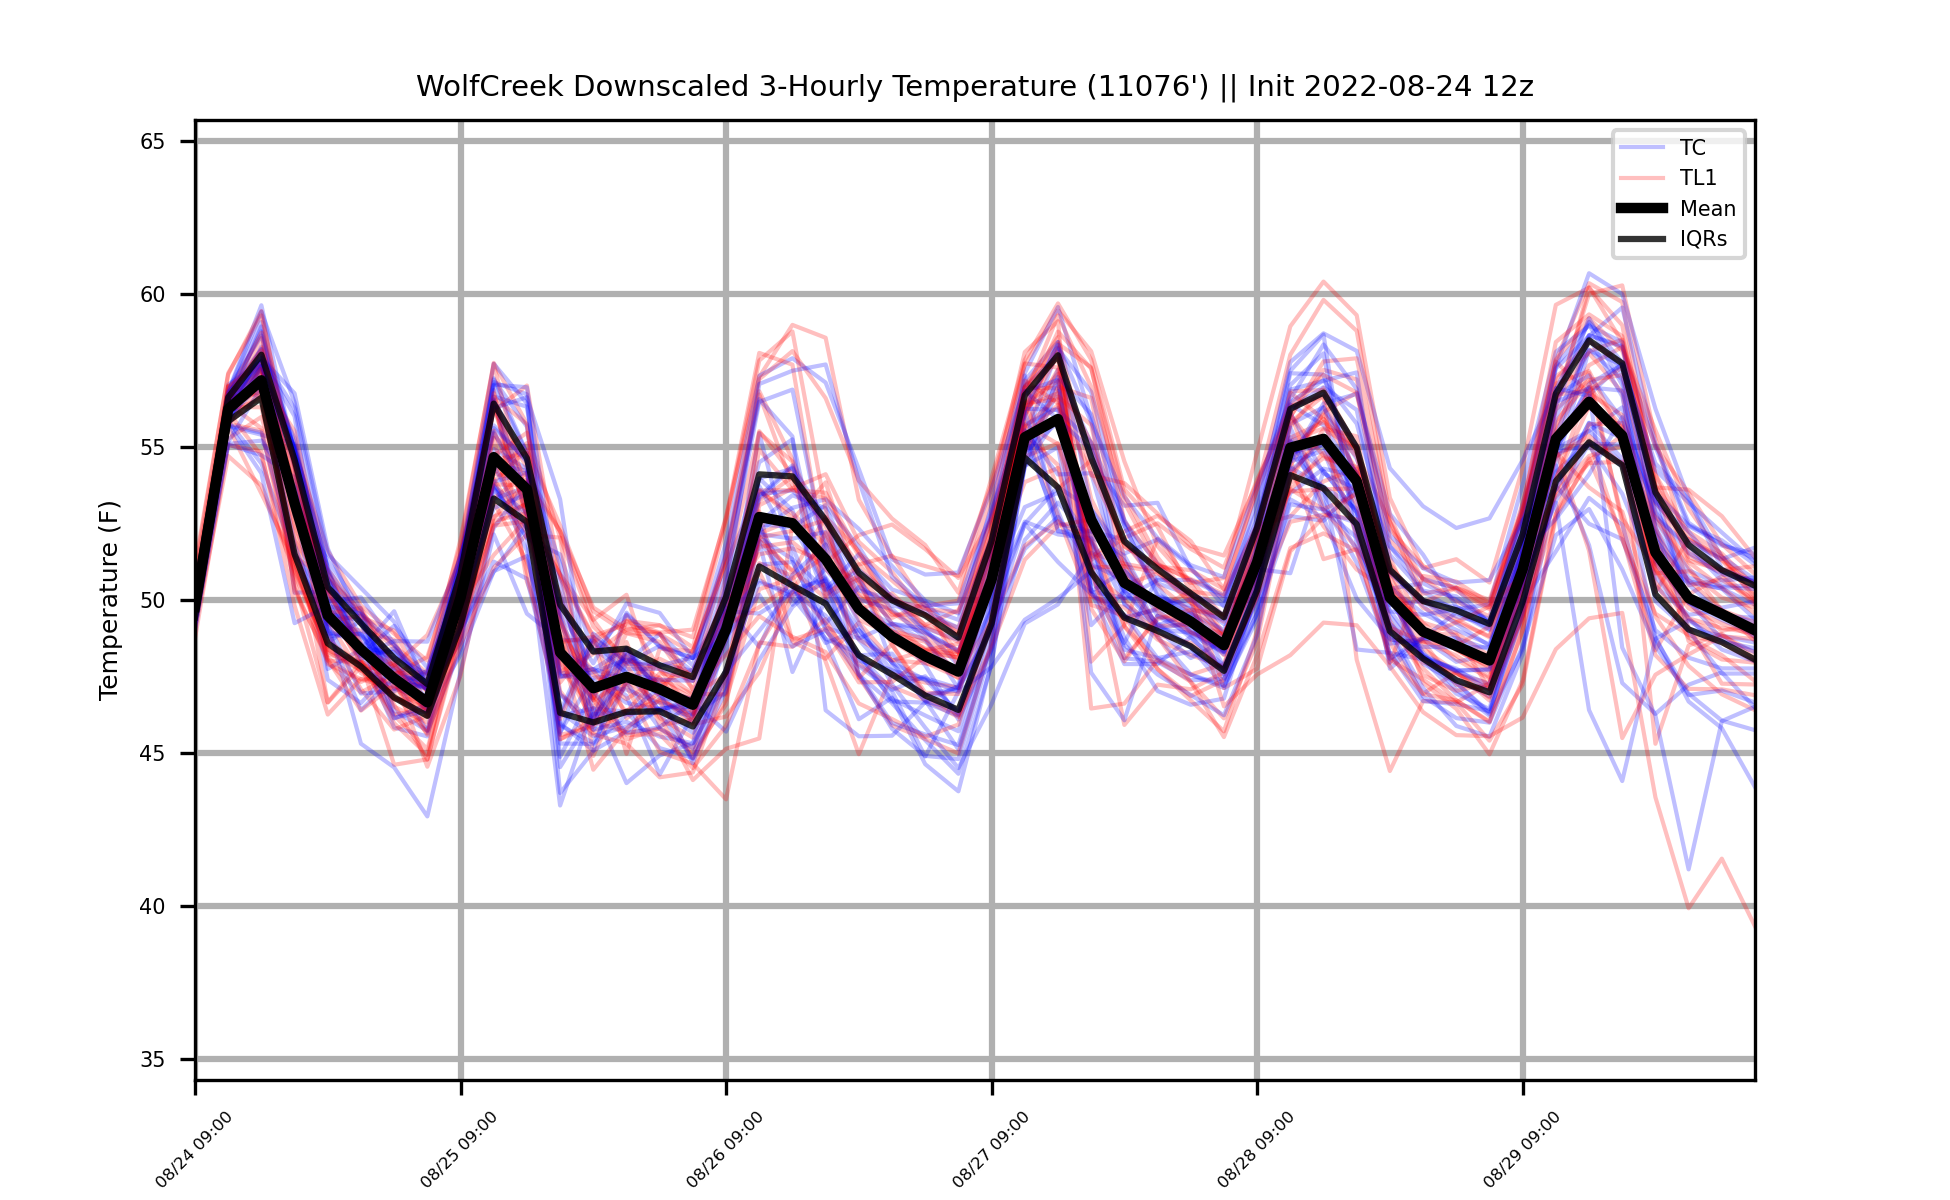 WolfCreek Downscaled 3-Hourly Temperature (11076') || Init 2022-08-24 12z
TC
TL1
Mean
IQRs
Temperature (F)
65
60
55
50
45
40
35
08/24 09:00
08/25 09:00
08/26 09:00
08/27 09:00
08/28 09:00
08/29 09:00